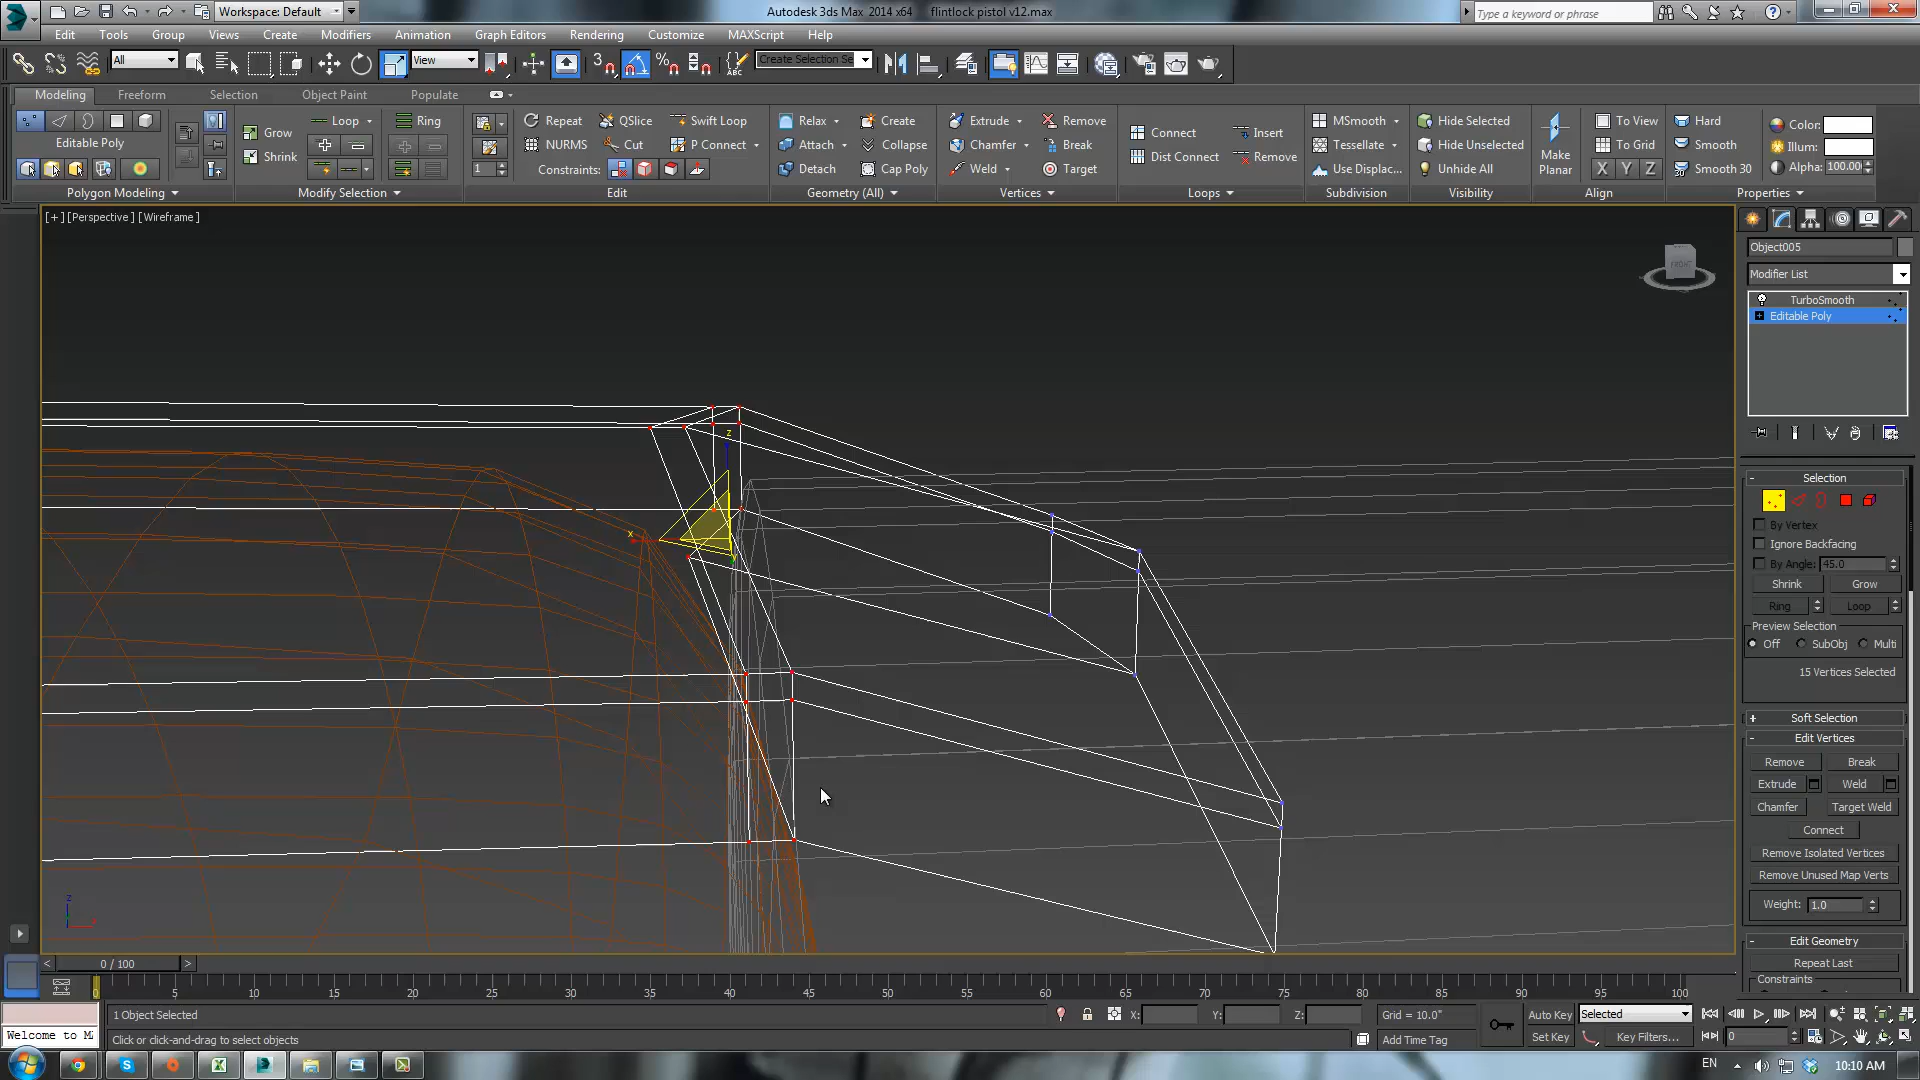 Workspace: Default
Autodesk 3ds Max 2014 x64 flintlock pistol v12.max
Type a keyword or phrase
Edit Tools Group Views Create Modifiers Animation Graph Editors Rendering Customize MAXScript Help
All View Create Selection Se
Modeling Freeform Selection Object Paint Populate
Loop Ring Repeat QSlice Swift Loop Relax Create Extrude Remove MSmooth Hide Selected To View Hard Color:
Editable Poly Grow NURMS Cut P Connect Attach Collapse Chamfer Break Connect Insert Tessellate Hide Unselected Make Planar To Grid Smooth Illum:
Shrink 1 Constraints: Detach Cap Poly Weld Target Dist Connect Remove Use Displac... Unhide All X Y Z Smooth 30 Alpha: 100.000
Polygon Modeling Modify Selection Edit Geometry (All) Vertices Loops Subdivision Visibility Align Properties
[+] [Perspective ] [Wireframe ]
FRONT
z
x
z
Object005
Modifier List
TurboSmooth
Editable Poly
- Selection
By Vertex
Ignore Backfacing
By Angle: 45.0
Shrink Grow
Ring Loop
Preview Selection
Off SubObj Multi
15 Vertices Selected
+ Soft Selection
- Edit Vertices
Remove Break
Extrude Weld
Chamfer Target Weld
Connect
Remove Isolated Vertices
Remove Unused Map Verts
Weight: 1.0
- Edit Geometry
Repeat Last
Constraints
< 0 / 100 >
5 10 15 20 25 30 35 40 45 50 55 60 65 70 75 80 85 90 95 100
1 Object Selected X: Y: Z: Grid = 10.0" Auto Key Selected
Welcome to M Click or click-and-drag to select objects Add Time Tag Set Key Key Filters... 0
EN 10:10 AM